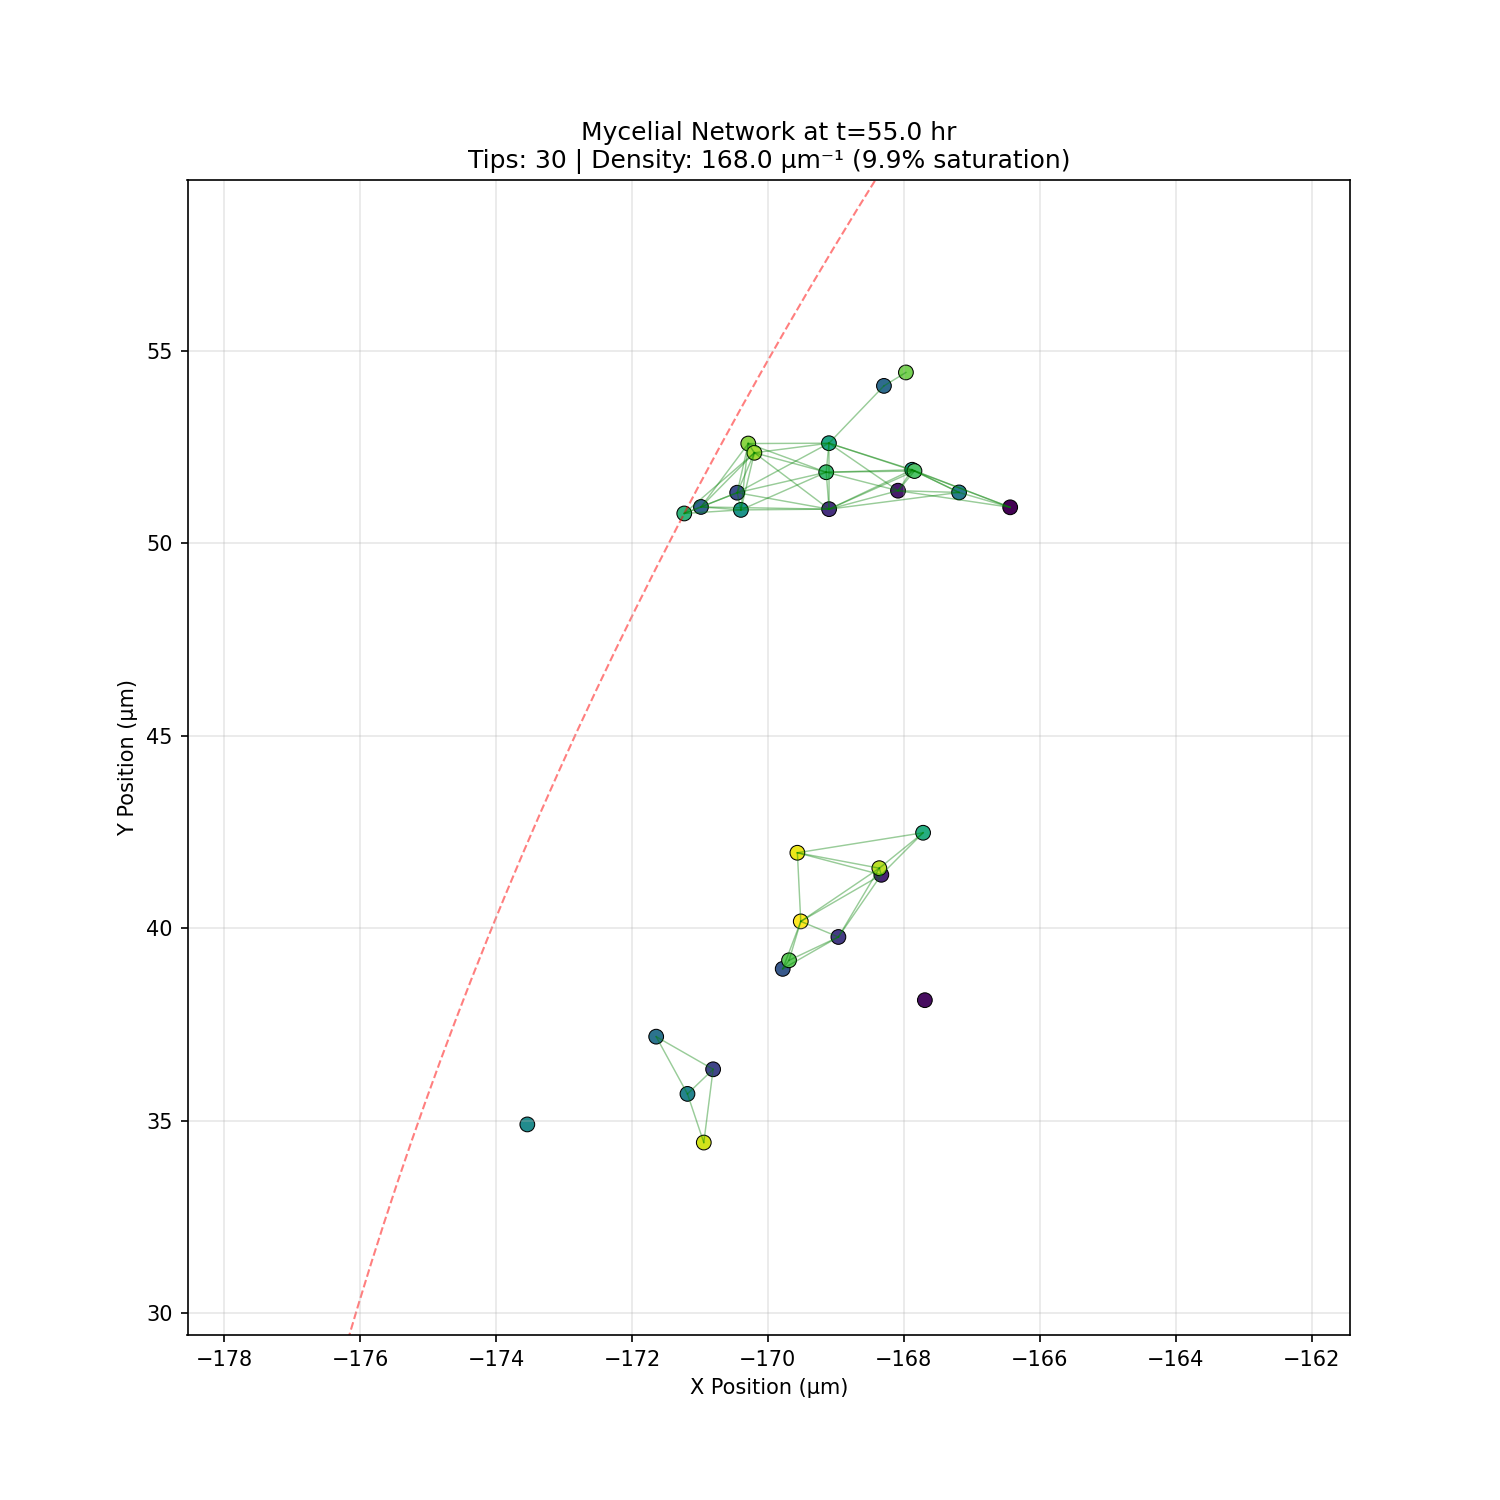 Mycelial Network at t=55.0 hr
Tips: 30 | Density: 168.0 µm⁻¹ (9.9% saturation)
55
50
45
40
35
30
Y Position (µm)
−178 −176 −174 −172 −170 −168 −166 −164 −162
X Position (µm)